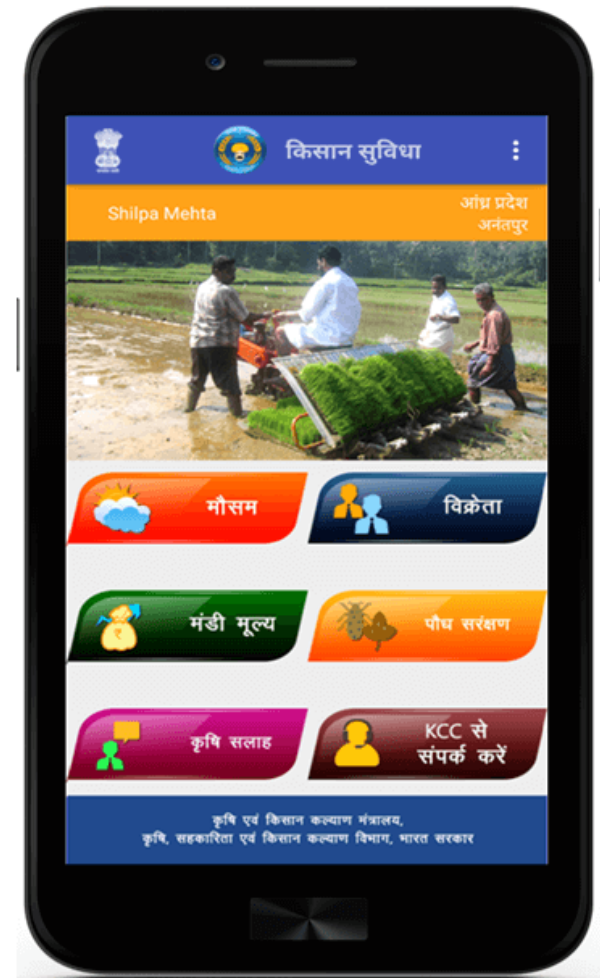 किसान सुविधा
Shilpa Mehta
आंध्र प्रदेश
अनंतपुर
मौसम
विक्रेता
मंडी मूल्य
पौध सरंक्षण
कृषि सलाह
KCC से
संपर्क करें
कृषि एवं किसान कल्याण मंत्रालय,
कृषि, सहकारिता एवं किसान कल्याण विभाग, भारत सरकार